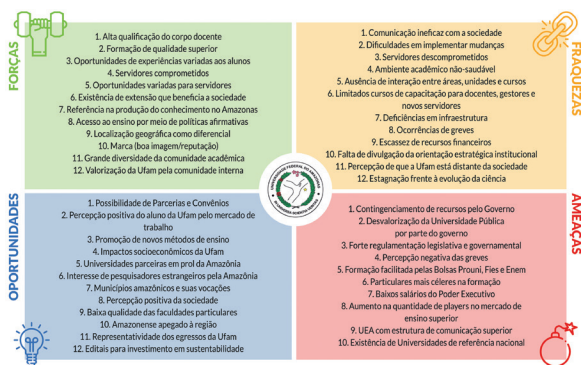 FORÇAS
1. Alta qualificação do corpo docente
2. Formação de qualidade superior
3. Oportunidades de experiências variadas aos alunos
4. Servidores comprometidos
5. Oportunidades variadas para servidores
6. Existência de extensão que beneficia a sociedade
7. Referência na produção do conhecimento no Amazonas
8. Acesso ao ensino por meio de políticas afirmativas
9. Localização geográfica como diferencial
10. Marca (boa imagem/reputação)
11. Grande diversidade da comunidade acadêmica
12. Valorização da Ufam pela comunidade interna
FRAQUEZAS
1. Comunicação ineficaz com a sociedade
2. Dificuldades em implementar mudanças
3. Servidores descomprometidos
4. Ambiente acadêmico não-saudável
5. Ausência de interação entre áreas, unidades e cursos
6. Limitados cursos de capacitação para docentes, gestores e
novos servidores
7. Deficiências em infraestrutura
8. Ocorrências de greves
9. Escassez de recursos financeiros
10. Falta de divulgação da orientação estratégica institucional
11. Percepção de que a Ufam está distante da sociedade
12. Estagnação frente à evolução da ciência
OPORTUNIDADES
1. Possibilidade de Parcerias e Convênios
2. Percepção positiva do aluno da Ufam pelo mercado de
trabalho
3. Promoção de novos métodos de ensino
4. Impactos socioeconômicos da Ufam
5. Universidades parceiras em prol da Amazônia
6. Interesse de pesquisadores estrangeiros pela Amazônia
7. Municípios amazônicos e suas vocações
8. Percepção positiva da sociedade
9. Baixa qualidade das faculdades particulares
10. Amazonense apegado à região
11. Representatividade dos egressos da Ufam
12. Editais para investimento em sustentabilidade
AMEAÇAS
1. Contingenciamento de recursos pelo Governo
2. Desvalorização da Universidade Pública
por parte do governo
3. Forte regulamentação legislativa e governamental
4. Percepção negativa das greves
5. Formação facilitada pelas Bolsas Prouni, Fies e Enem
6. Particulares mais céleres na formação
7. Baixos salários do Poder Executivo
8. Aumento na quantidade de players no mercado de
ensino superior
9. UEA com estrutura de comunicação superior
10. Existência de Universidades de referência nacional